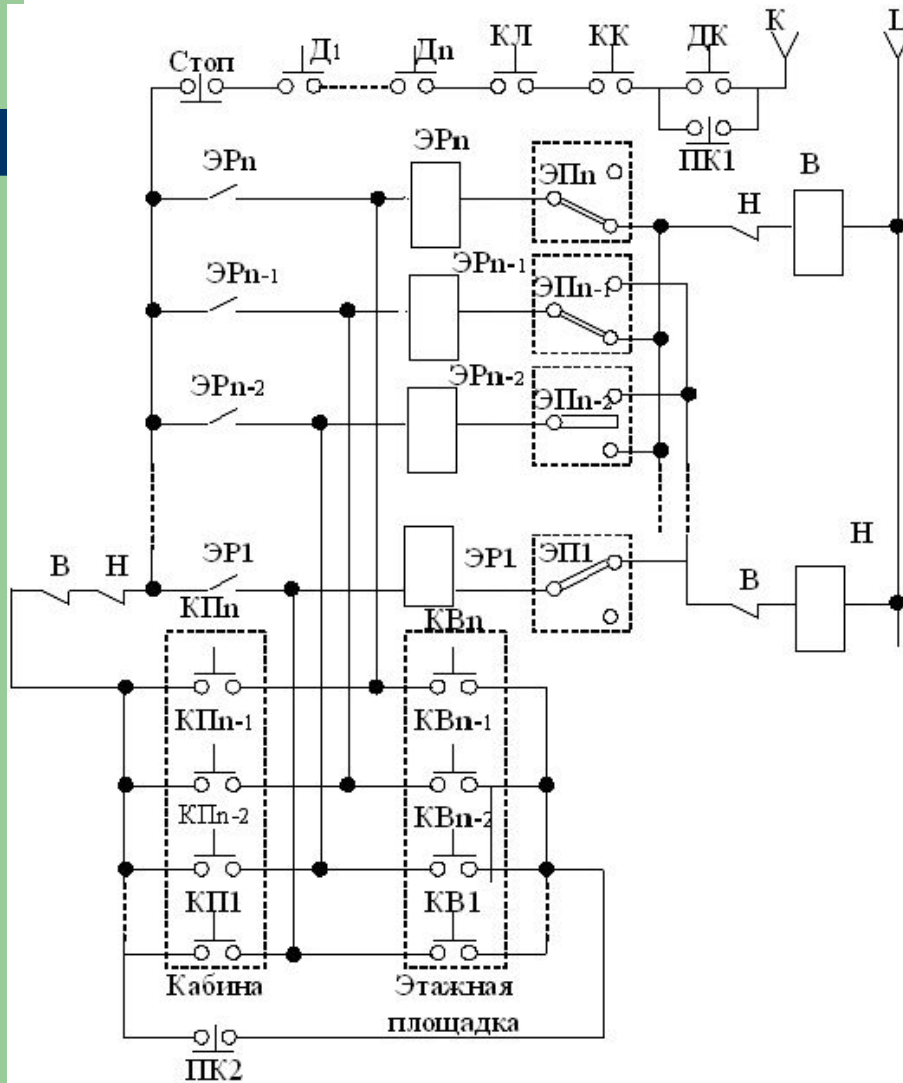 К
Стоп Д1 Дn КЛ КК ДК
ПК1
ЭРn ЭРn ЭПn Н В
ЭРn-1 ЭРn-1 ЭПn-1
ЭРn-2 ЭРn-2 ЭПn-2
В Н ЭР1 ЭР1 ЭП1 В Н
КПn КВn
КПn-1 КВn-1
КПn-2 КВn-2
КП1 КВ1
Кабина Этажная
площадка
ПК2